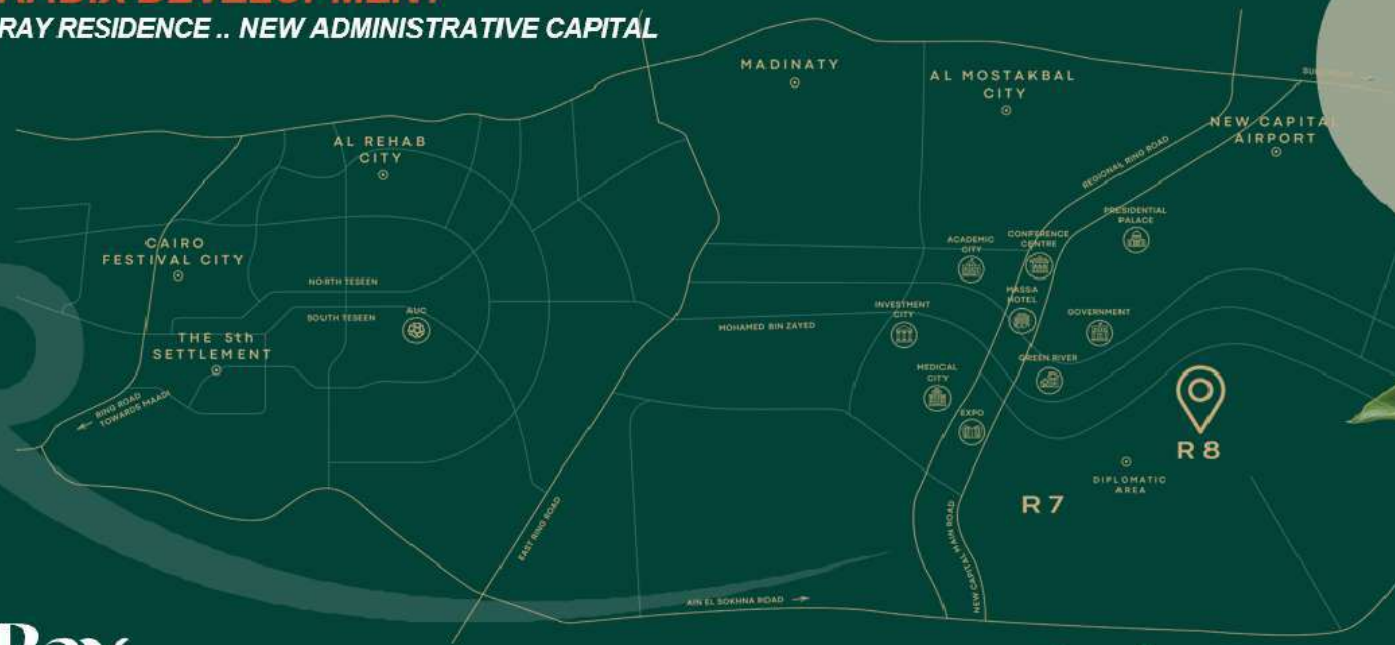 RAY RESIDENCE .. NEW ADMINISTRATIVE CAPITAL
MADINATY
AL MOSTAKBAL
CITY
NEW CAPITAL
AIRPORT
REGIONAL RING ROAD
AL REHAB
CITY
PRESIDENTIAL
PALACE
CONFERENCE
CENTRE
ACADEMIC
CITY
CAIRO
FESTIVAL CITY
NORTH TESEEN
SOUTH TESEEN
AUC
MASSA
HOTEL
INVESTMENT
CITY
GOVERNMENT
MOHAMED BIN ZAYED
THE 5th
SETTLEMENT
GREEN RIVER
MEDICAL
CITY
RING ROAD
TOWARDS MAADI
EXPO
R 8
DIPLOMATIC
AREA
R 7
EAST RING ROAD
NEW CAPITAL MAIN ROAD
AIN EL SOKHNA ROAD
Ray